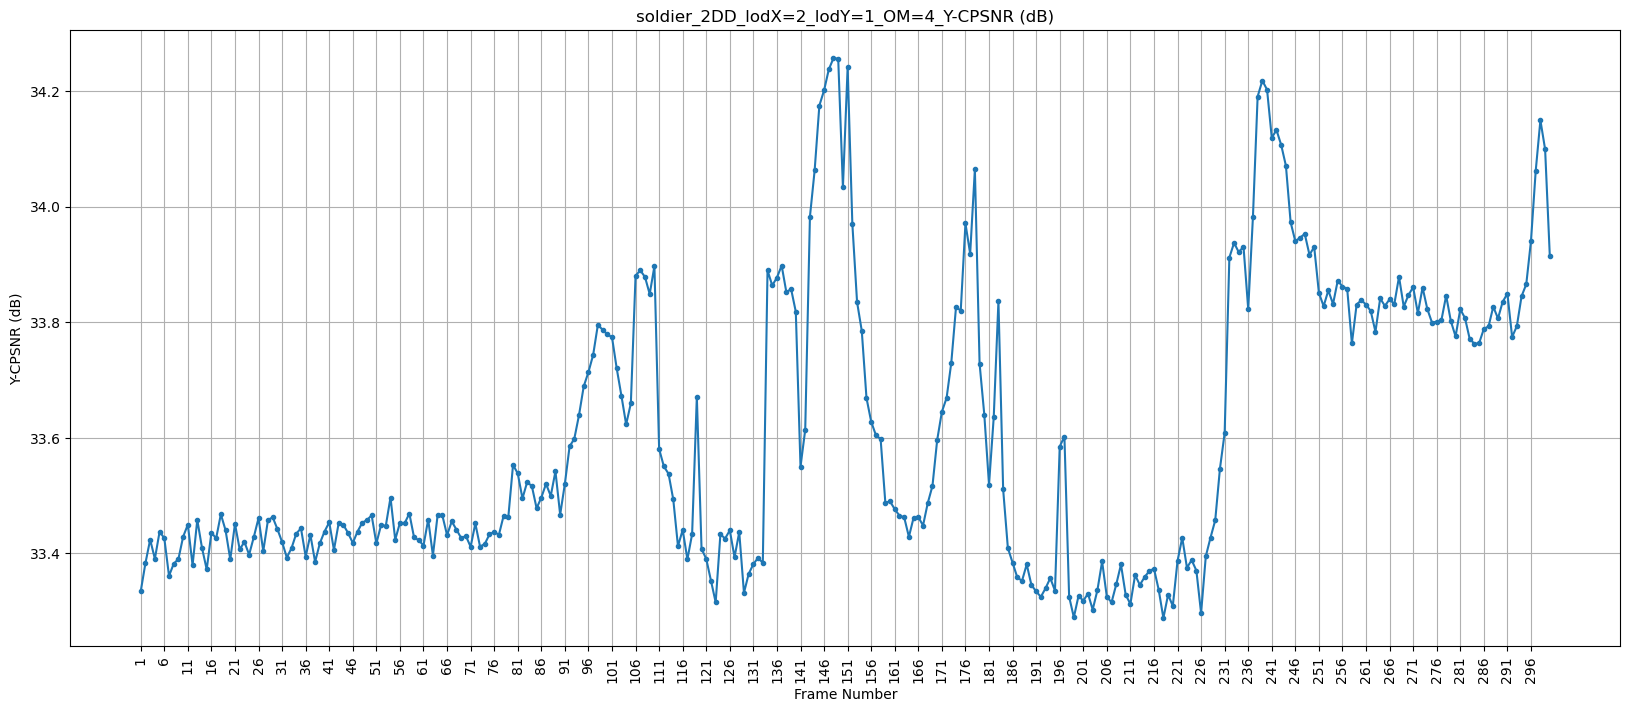 soldier_2DD_lodX=2_lodY=1_OM=4_Y-CPSNR (dB)
Y-CPSNR (dB)
34.2
34.0
33.8
33.6
33.4
1 6 11 16 21 26 31 36 41 46 51 56 61 66 71 76 81 86 91 96 101 106 111 116 121 126 131 136 141 146 151 156 161 166 171 176 181 186 191 196 201 206 211 216 221 226 231 236 241 246 251 256 261 266 271 276 281 286 291 296
Frame Number